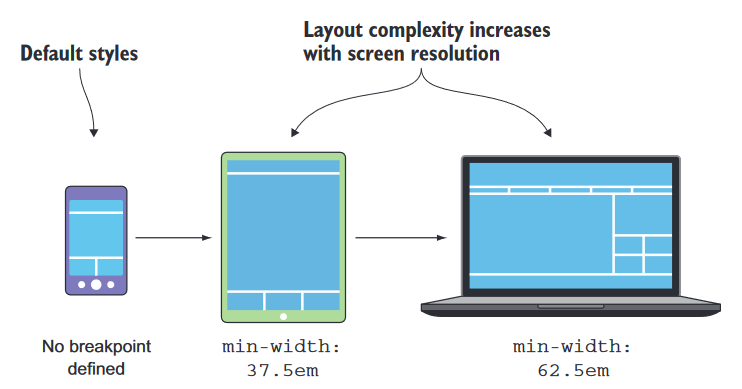 Default styles
Layout complexity increases
with screen resolution
No breakpoint
defined
min-width:
37.5em
min-width:
62.5em